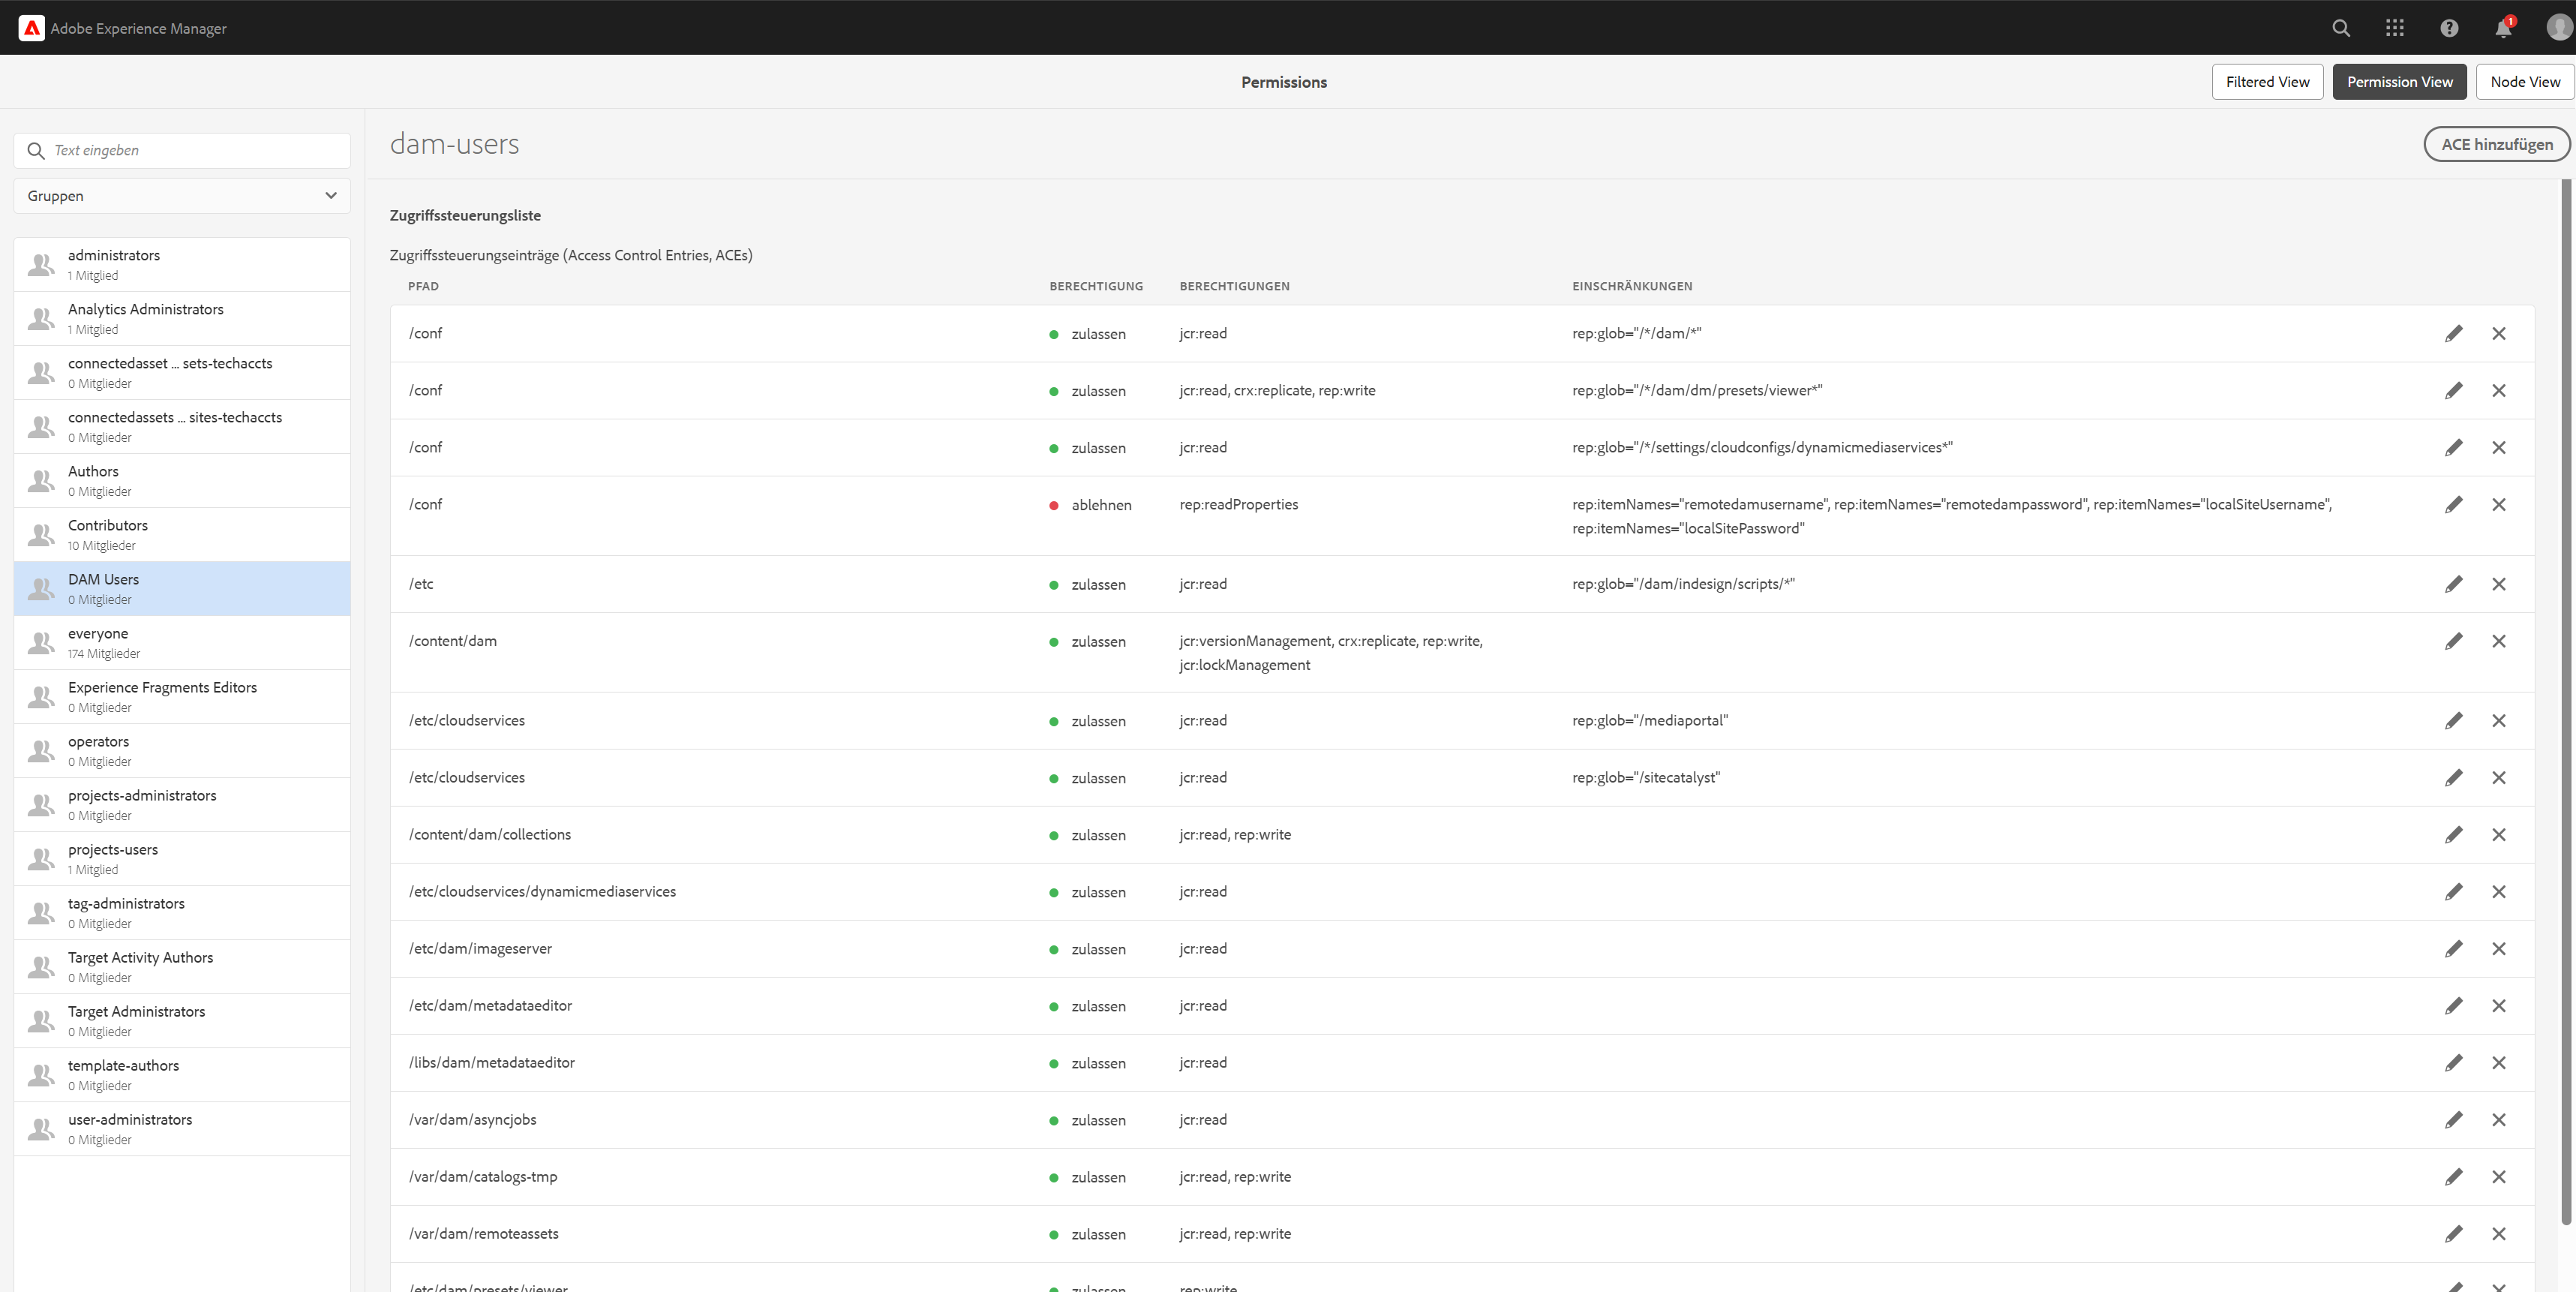 Adobe Experience Manager
1
Permissions
Filtered View
Permission View
Node View
Text eingeben
Gruppen
administrators
1 Mitglied
Analytics Administrators
1 Mitglied
connectedasset ... sets-techaccts
0 Mitglieder
connectedassets ... sites-techaccts
0 Mitglieder
Authors
0 Mitglieder
Contributors
10 Mitglieder
DAM Users
0 Mitglieder
everyone
174 Mitglieder
Experience Fragments Editors
0 Mitglieder
operators
0 Mitglieder
projects-administrators
0 Mitglieder
projects-users
1 Mitglied
tag-administrators
0 Mitglieder
Target Activity Authors
0 Mitglieder
Target Administrators
0 Mitglieder
template-authors
0 Mitglieder
user-administrators
0 Mitglieder
dam-users
ACE hinzufügen
Zugriffssteuerungsliste
Zugriffssteuerungseinträge (Access Control Entries, ACEs)
PFAD BERECHTIGUNG BERECHTIGUNGEN EINSCHRÄNKUNGEN
/conf zulassen jcr:read rep:glob="/*/dam/*"
/conf zulassen jcr:read, crx:replicate, rep:write rep:glob="/*/dam/dm/presets/viewer*"
/conf zulassen jcr:read rep:glob="/*/settings/cloudconfigs/dynamicmediaservices*"
/conf ablehnen rep:readProperties rep:itemNames="remotedamusername", rep:itemNames="remotedampassword", rep:itemNames="localSiteUsername",
rep:itemNames="localSitePassword"
/etc zulassen jcr:read rep:glob="/dam/indesign/scripts/*"
/content/dam zulassen jcr:versionManagement, crx:replicate, rep:write,
jcr:lockManagement
/etc/cloudservices zulassen jcr:read rep:glob="/mediaportal"
/etc/cloudservices zulassen jcr:read rep:glob="/sitecatalyst"
/content/dam/collections zulassen jcr:read, rep:write
/etc/cloudservices/dynamicmediaservices zulassen jcr:read
/etc/dam/imageserver zulassen jcr:read
/etc/dam/metadataeditor zulassen jcr:read
/libs/dam/metadataeditor zulassen jcr:read
/var/dam/asyncjobs zulassen jcr:read
/var/dam/catalogs-tmp zulassen jcr:read, rep:write
/var/dam/remoteassets zulassen jcr:read, rep:write
/etc/dam/presets/viewer zulassen rep:write